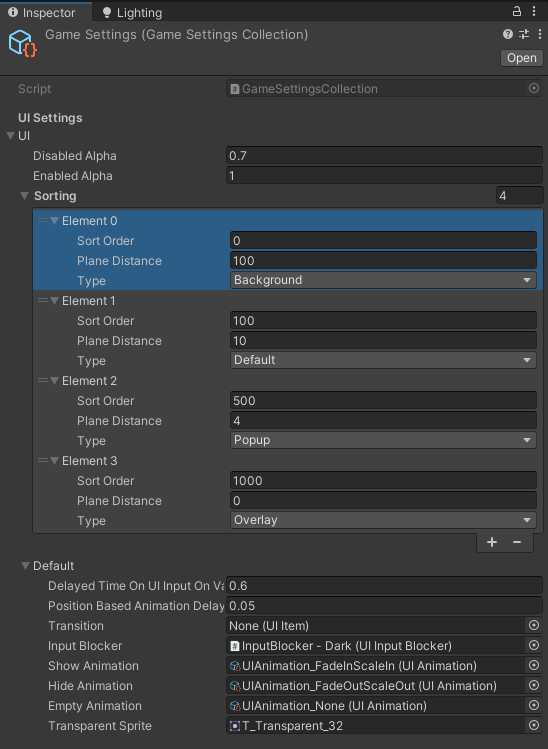 Inspector Lighting
Game Settings (Game Settings Collection)
Open
Script GameSettingsCollection
UI Settings
UI
Disabled Alpha 0.7
Enabled Alpha 1
Sorting 4
Element 0
Sort Order 0
Plane Distance 100
Type Background
Element 1
Sort Order 100
Plane Distance 10
Type Default
Element 2
Sort Order 500
Plane Distance 4
Type Popup
Element 3
Sort Order 1000
Plane Distance 0
Type Overlay
Default
Delayed Time On UI Input On Va 0.6
Position Based Animation Delay 0.05
Transition None (UI Item)
Input Blocker InputBlocker - Dark (UI Input Blocker)
Show Animation UIAnimation_FadeInScaleIn (UI Animation)
Hide Animation UIAnimation_FadeOutScaleOut (UI Animation)
Empty Animation UIAnimation_None (UI Animation)
Transparent Sprite T_Transparent_32